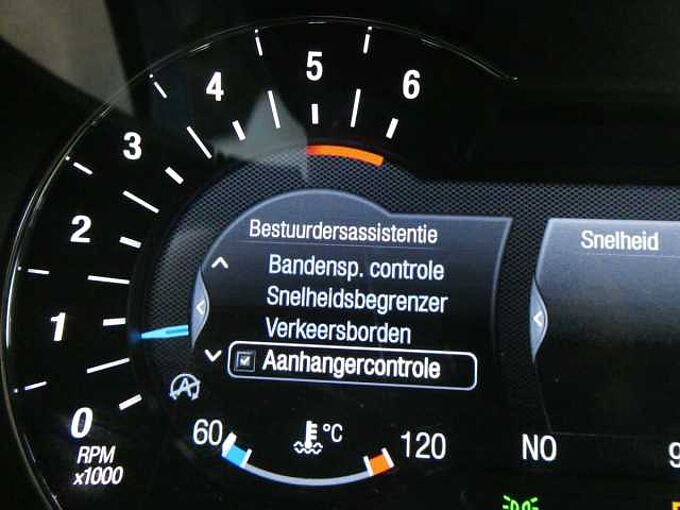 6
5
4
3
2
1
0
RPM
x1000
Bestuurdersassistentie
Bandensp. controle
Snelheidsbegrenzer
Verkeersborden
Aanhangercontrole
Snelheid
A
60
°C
120
NO
9